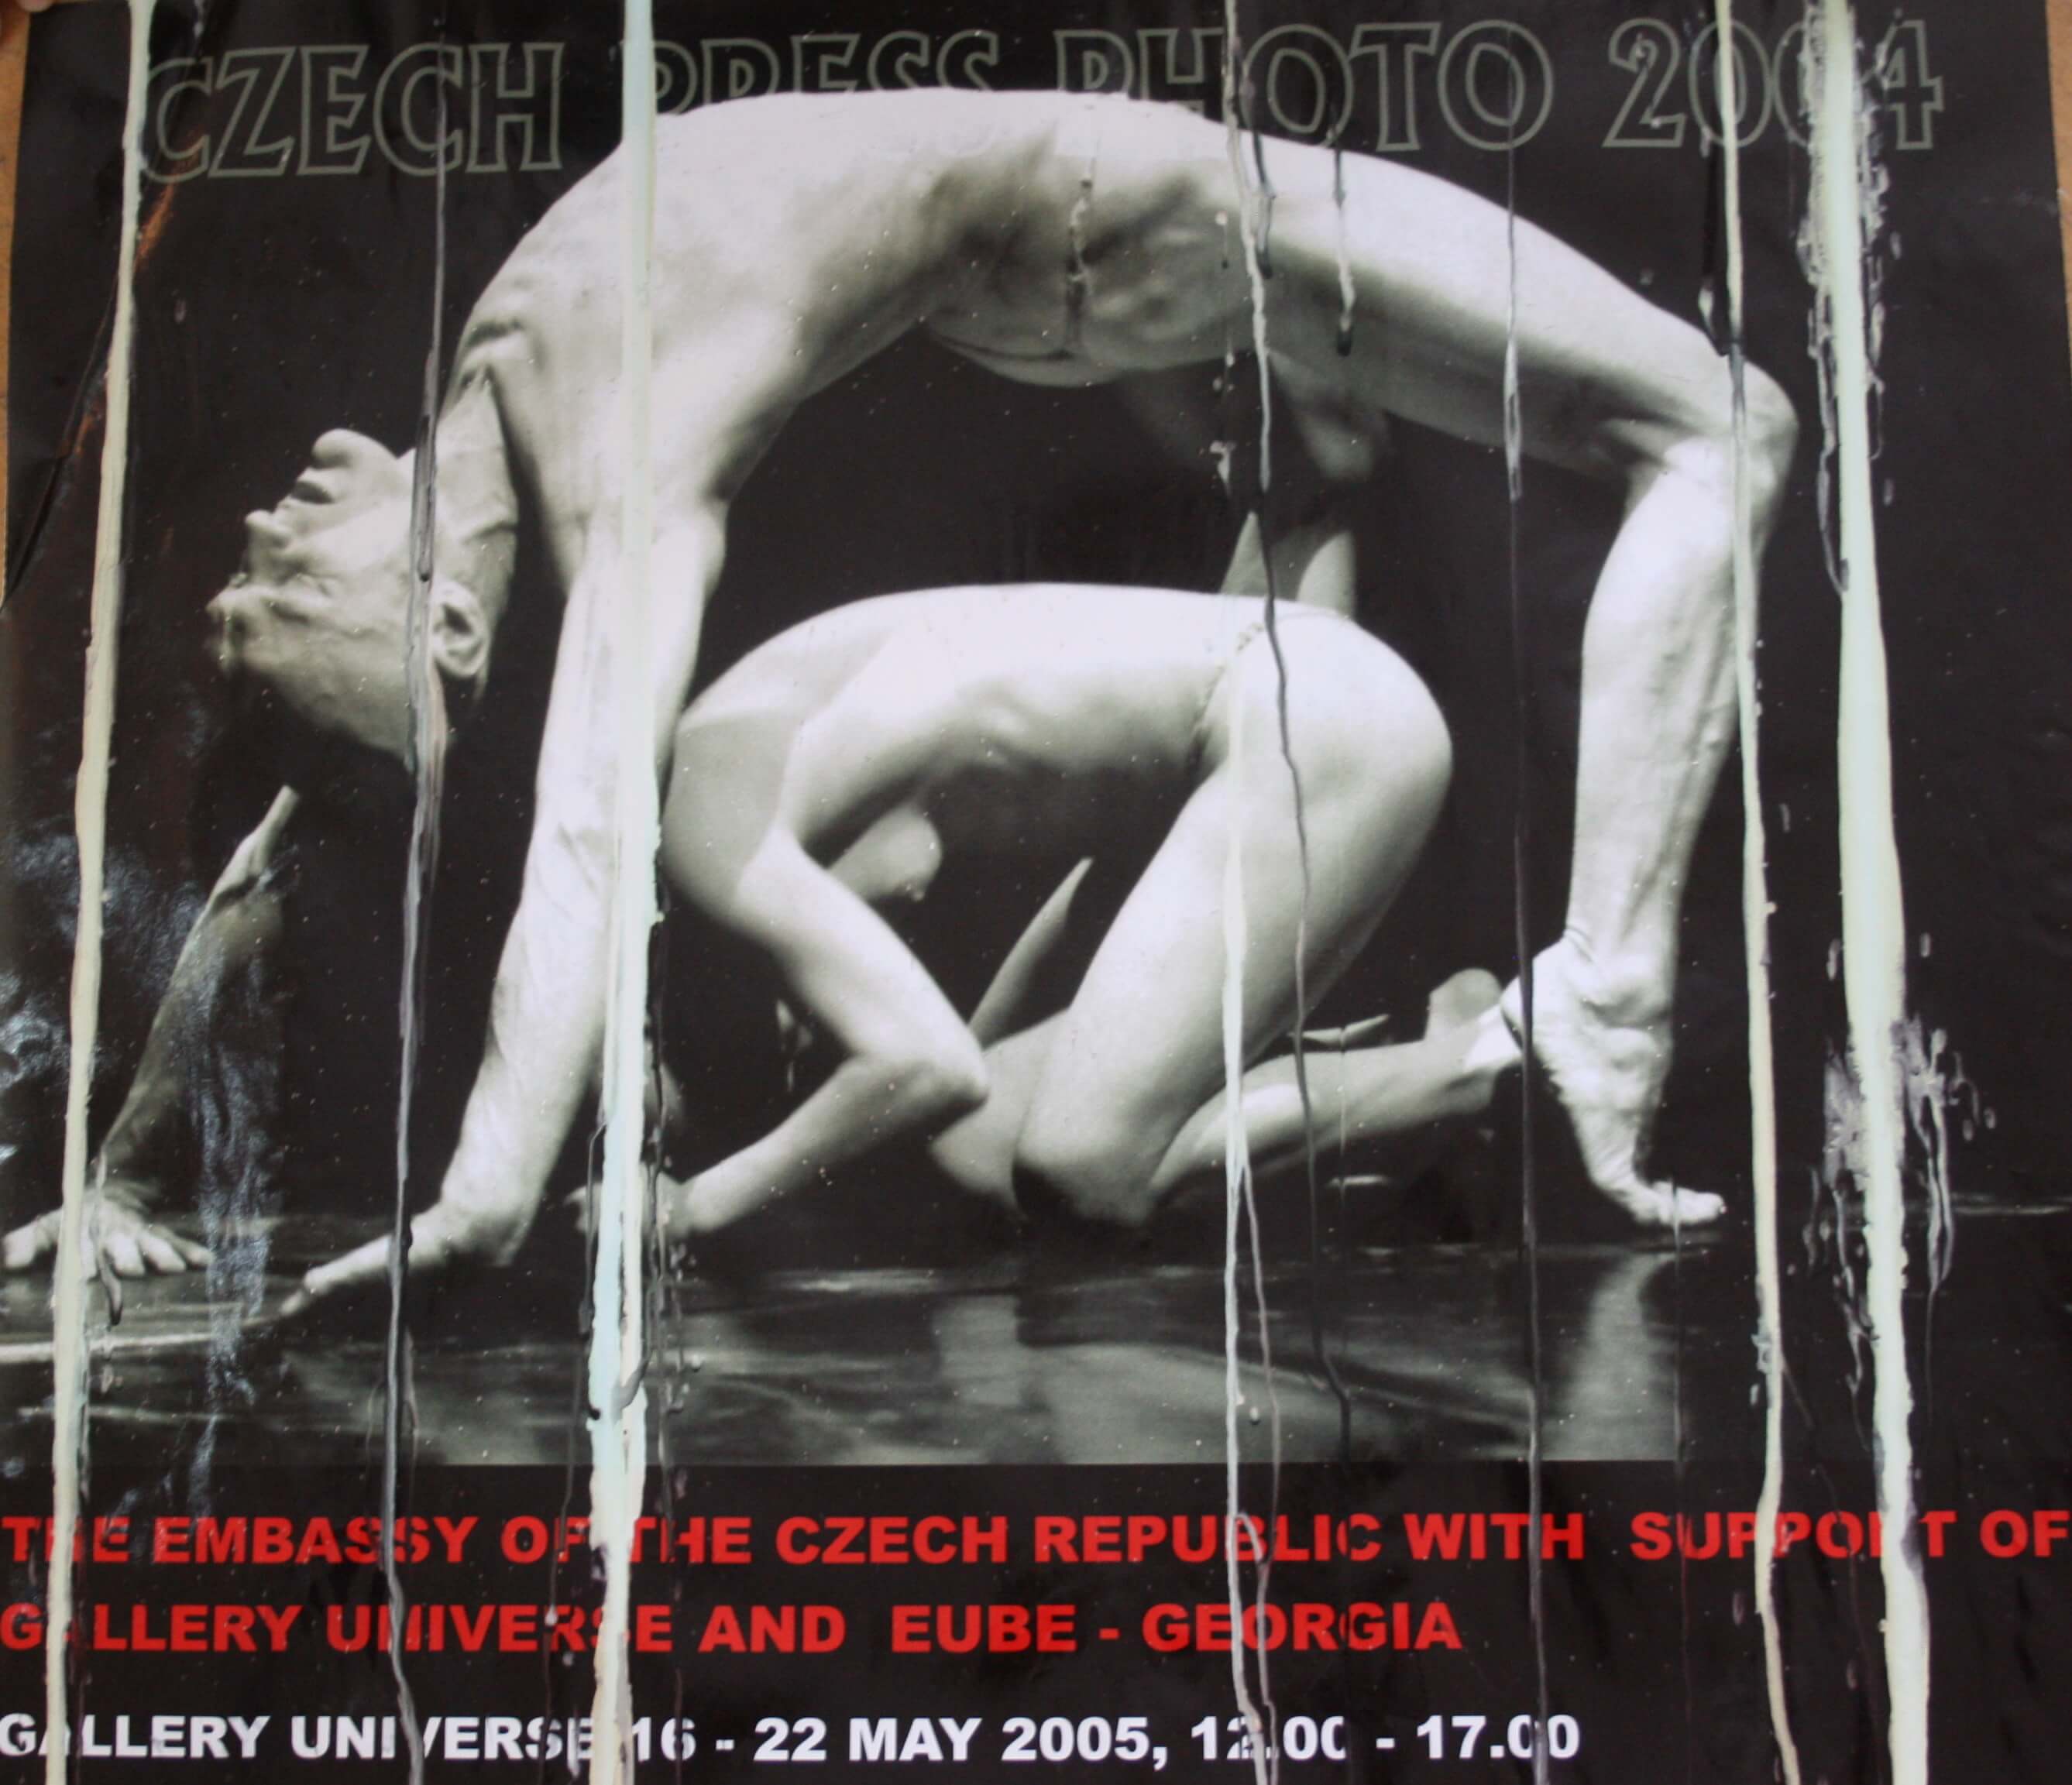 CZECH PRESS PHOTO 2004
THE EMBASSY OF THE CZECH REPUBLIC WITH SUPPORT OF
GALLERY UNIVERSE AND EUBE - GEORGIA
GALLERY UNIVERSE 16 - 22 MAY 2005, 12.00 - 17.00